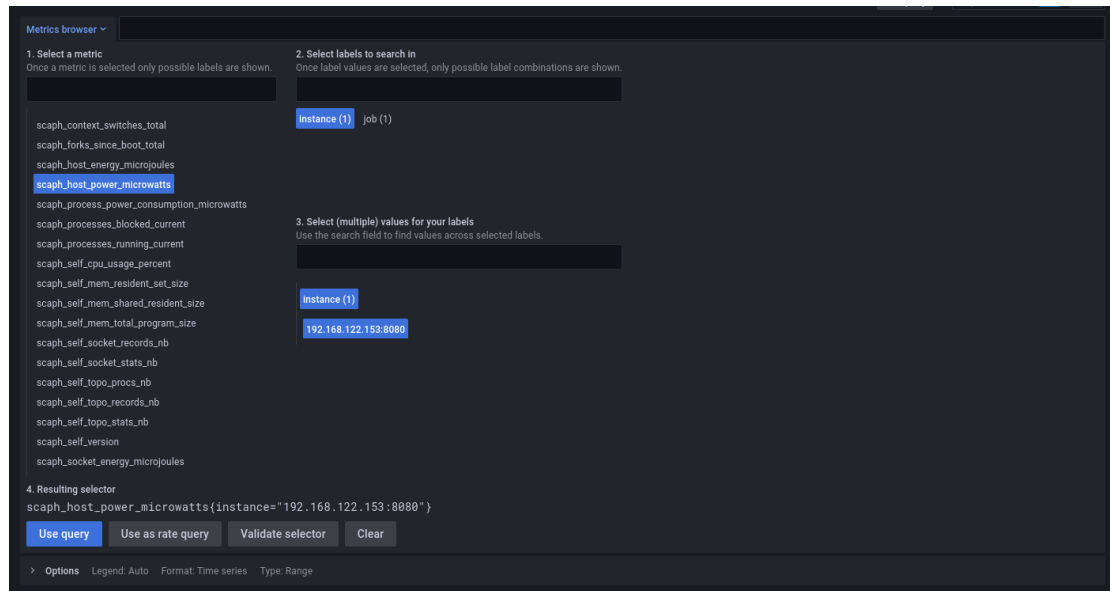 Metrics browser
1. Select a metric
Once a metric is selected only possible labels are shown.
scaph_context_switches_total
scaph_forks_since_boot_total
scaph_host_energy_microjoules
scaph_host_power_microwatts
scaph_process_power_consumption_microwatts
scaph_processes_blocked_current
scaph_processes_running_current
scaph_self_cpu_usage_percent
scaph_self_mem_resident_set_size
scaph_self_mem_shared_resident_size
scaph_self_mem_total_program_size
scaph_self_socket_records_nb
scaph_self_socket_stats_nb
scaph_self_topo_procs_nb
scaph_self_topo_records_nb
scaph_self_topo_stats_nb
scaph_self_version
scaph_socket_energy_microjoules
2. Select labels to search in
Once label values are selected, only possible label combinations are shown.
instance (1) job (1)
3. Select (multiple) values for your labels
Use the search field to find values across selected labels.
instance (1)
192.168.122.153:8080
4. Resulting selector
scaph_host_power_microwatts{instance="192.168.122.153:8080"}
Use query Use as rate query Validate selector Clear
Options Legend: Auto Format: Time series Type: Range